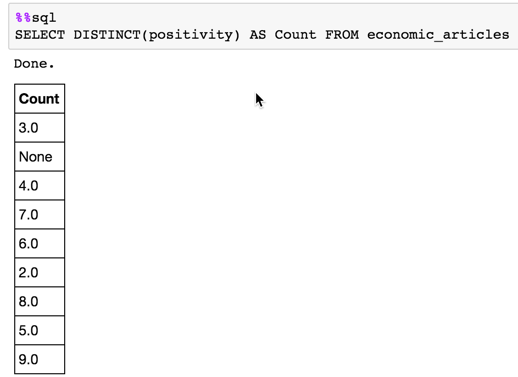 %%sql
SELECT DISTINCT(positivity) AS Count FROM economic_articles
Done.
Count
3.0
None
4.0
7.0
6.0
2.0
8.0
5.0
9.0